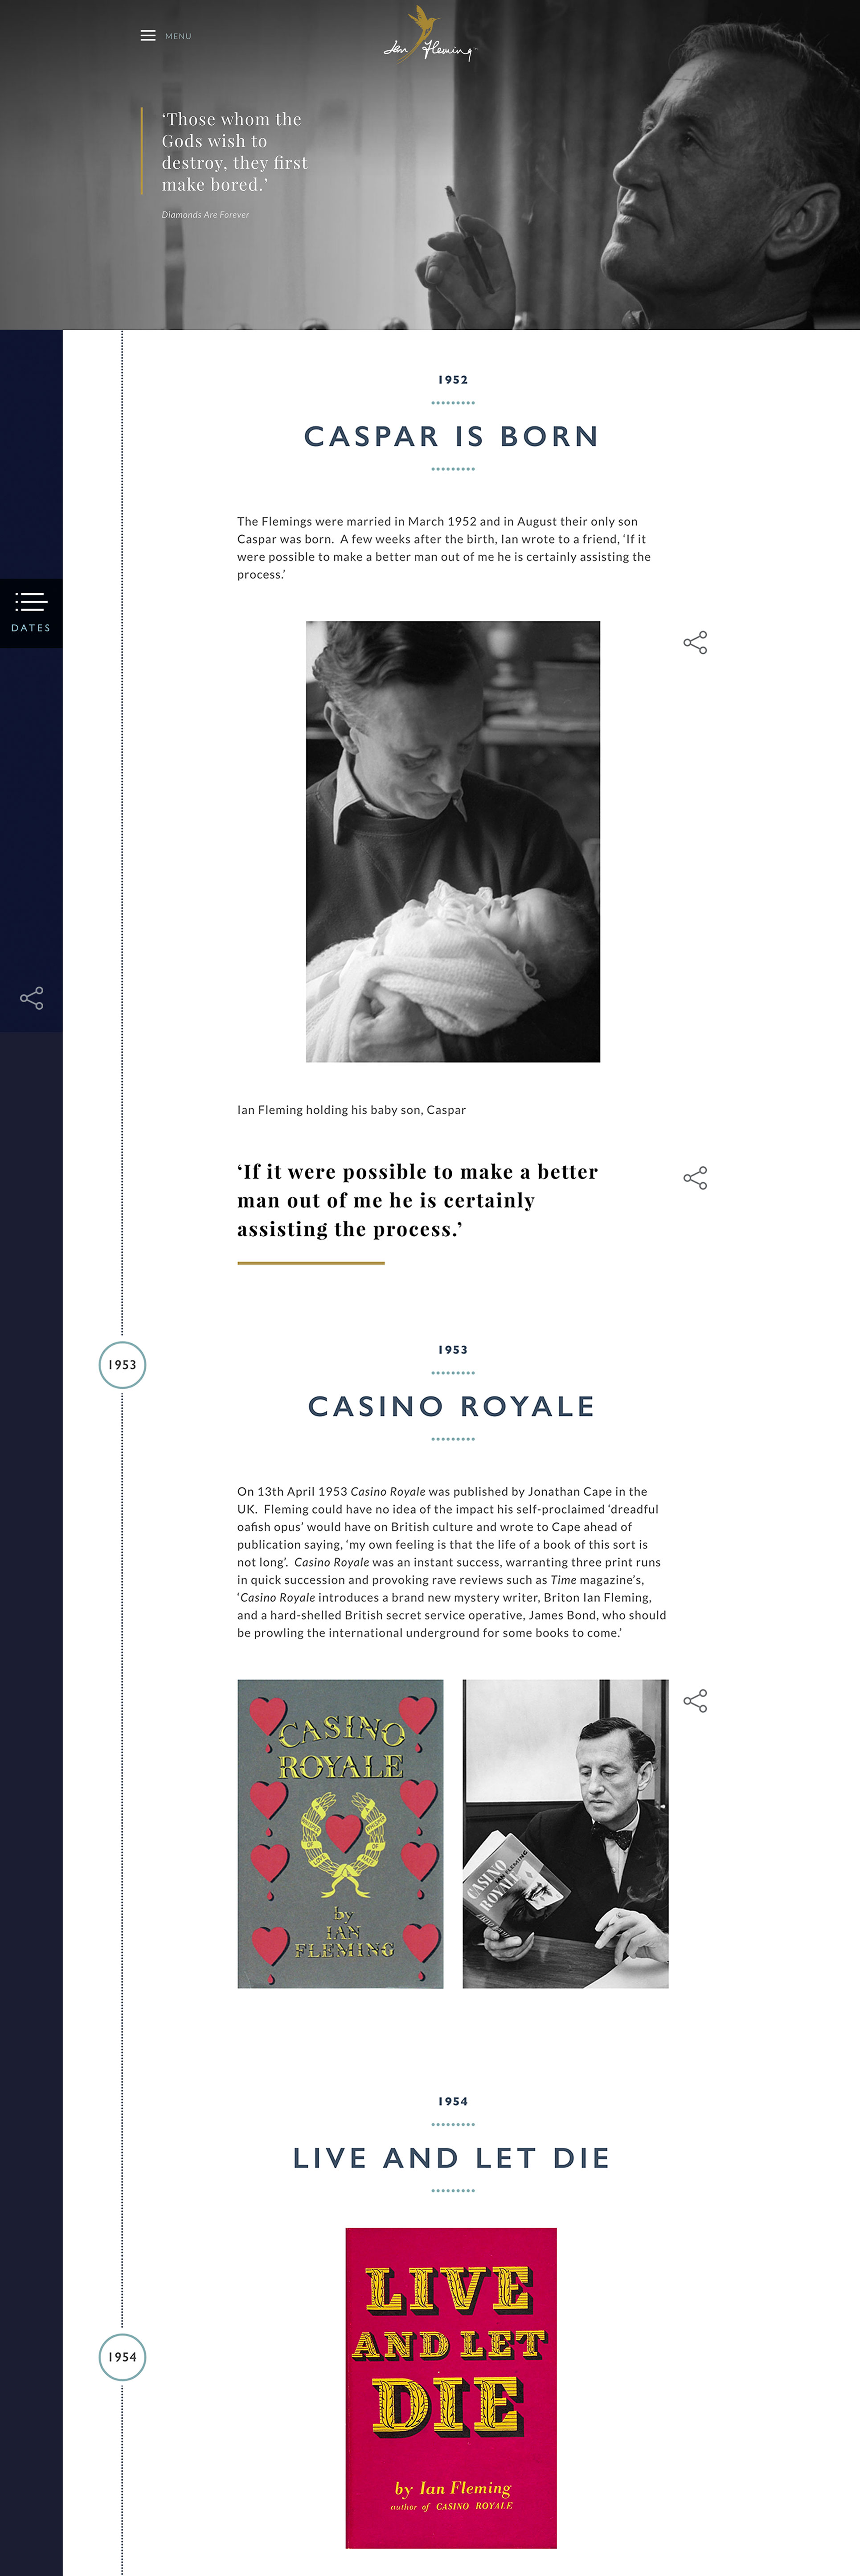 MENU
Ian Fleming
‘Those whom the
Gods wish to
destroy, they first
make bored.’
Diamonds Are Forever
1952
CASPAR IS BORN
The Flemings were married in March 1952 and in August their only son
Caspar was born.  A few weeks after the birth, Ian wrote to a friend, ‘If it
were possible to make a better man out of me he is certainly assisting the
process.’
DATES
Ian Fleming holding his baby son, Caspar
‘If it were possible to make a better
man out of me he is certainly
assisting the process.’
1953
1953
CASINO ROYALE
On 13th April 1953 Casino Royale was published by Jonathan Cape in the
UK.  Fleming could have no idea of the impact his self-proclaimed ‘dreadful
oafish opus’ would have on British culture and wrote to Cape ahead of
publication saying, ‘my own feeling is that the life of a book of this sort is
not long’.  Casino Royale was an instant success, warranting three print runs
in quick succession and provoking rave reviews such as Time magazine’s,
‘Casino Royale introduces a brand new mystery writer, Briton Ian Fleming,
and a hard-shelled British secret service operative, James Bond, who should
be prowling the international underground for some books to come.’
CASINO
ROYALE
by
IAN
FLEMING
CASINO
ROYALE
IAN FLEMING
1954
LIVE AND LET DIE
LIVE
AND LET
DIE
by Ian Fleming
author of CASINO ROYALE
1954